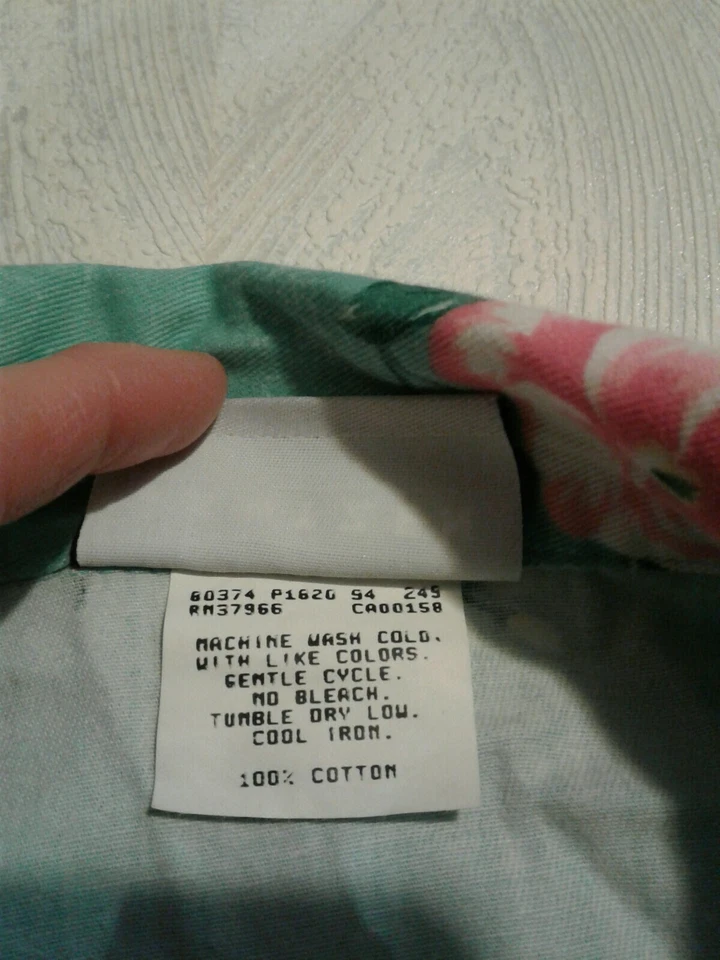 60374 P1620 S4 245
RN37966 CA00158
MACHINE WASH COLD.
WITH LIKE COLORS.
GENTLE CYCLE.
NO BLEACH.
TUMBLE DRY LOW.
COOL IRON.
100% COTTON